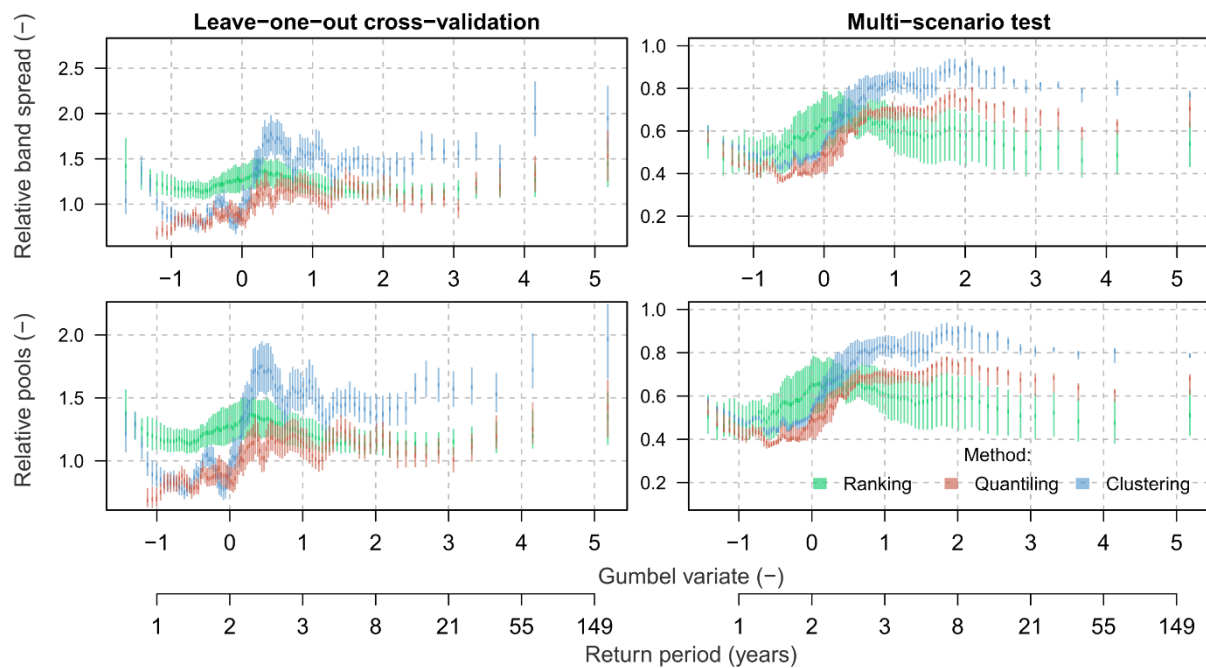 Leave−one−out cross−validation
Multi−scenario test
Relative band spread (−)
2.5
2.0
1.5
1.0
−1 0 1 2 3 4 5
1.0
0.8
0.6
0.4
0.2
−1 0 1 2 3 4 5
Relative pools (−)
2.0
1.5
1.0
−1 0 1 2 3 4 5
1.0
0.8
0.6
0.4
0.2
Method:
Ranking Quantiling Clustering
−1 0 1 2 3 4 5
Gumbel variate (−)
1 2 3 8 21 55 149
1 2 3 8 21 55 149
Return period (years)